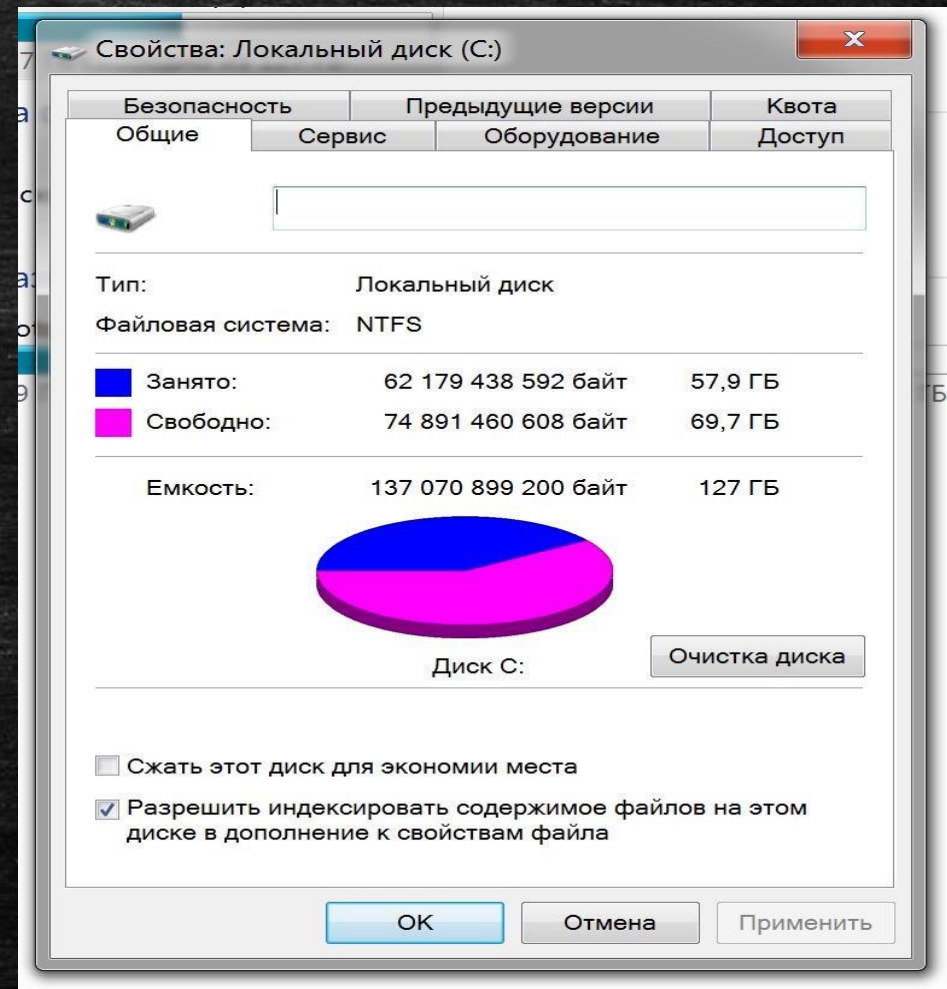 Свойства: Локальный диск (C:)
Безопасность Предыдущие версии Квота
Общие Сервис Оборудование Доступ
Тип: Локальный диск
Файловая система: NTFS
Занято: 62 179 438 592 байт 57,9 ГБ
Свободно: 74 891 460 608 байт 69,7 ГБ
Емкость: 137 070 899 200 байт 127 ГБ
Диск C:
Очистка диска
Сжать этот диск для экономии места
Разрешить индексировать содержимое файлов на этом
диске в дополнение к свойствам файла
ОК Отмена Применить